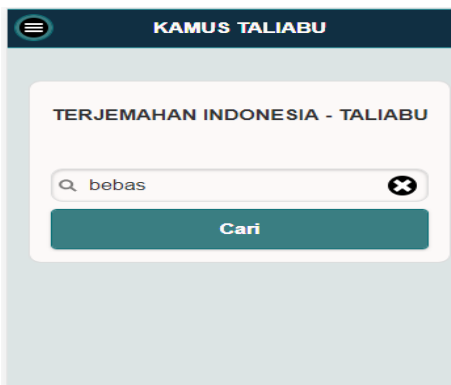 KAMUS TALIABU
TERJEMAHAN INDONESIA - TALIABU
bebas
Cari